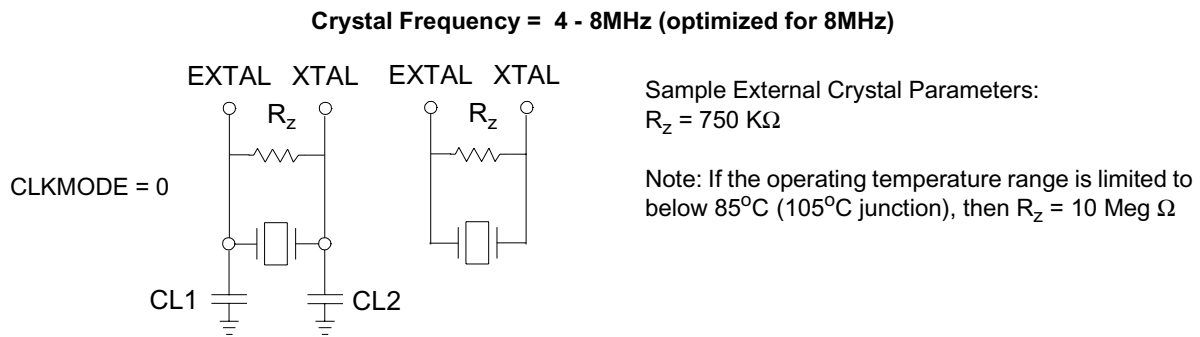 Crystal Frequency = 4 - 8MHz (optimized for 8MHz)
EXTAL XTAL EXTAL XTAL
Rz Rz
Sample External Crystal Parameters:
Rz = 750 KΩ
CLKMODE = 0
Note: If the operating temperature range is limited to
below 85°C (105°C junction), then Rz = 10 Meg Ω
CL1 CL2